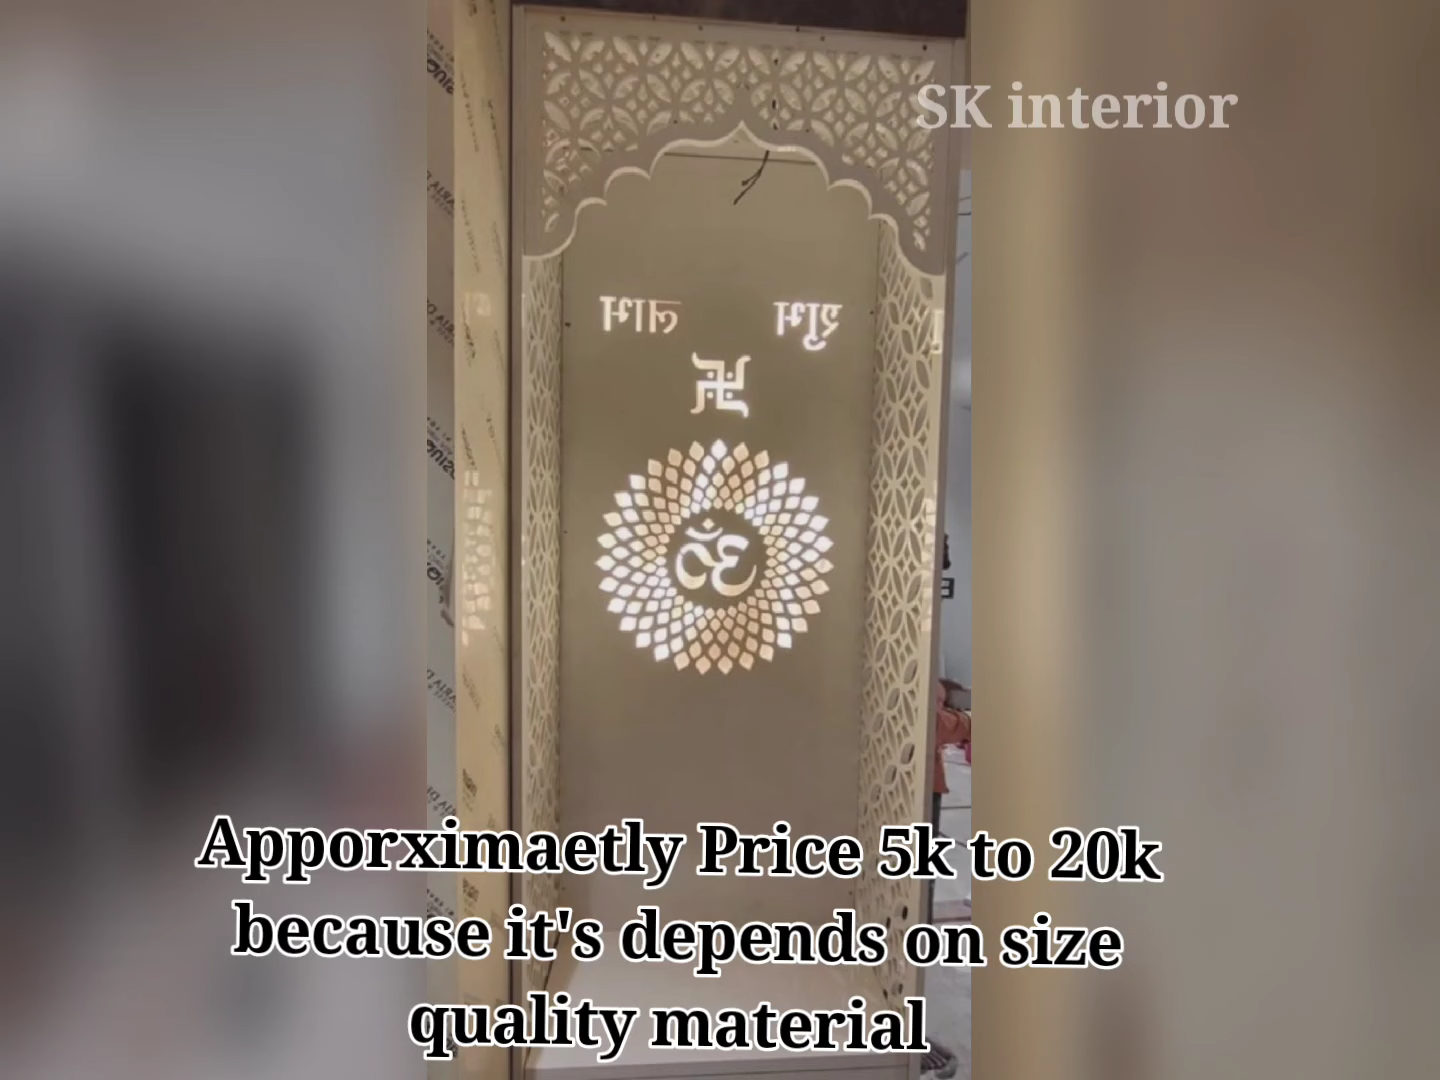 SK interior
लाभ शुभ
ॐ
Apporximaetly Price 5k to 20k
because it's depends on size
quality material